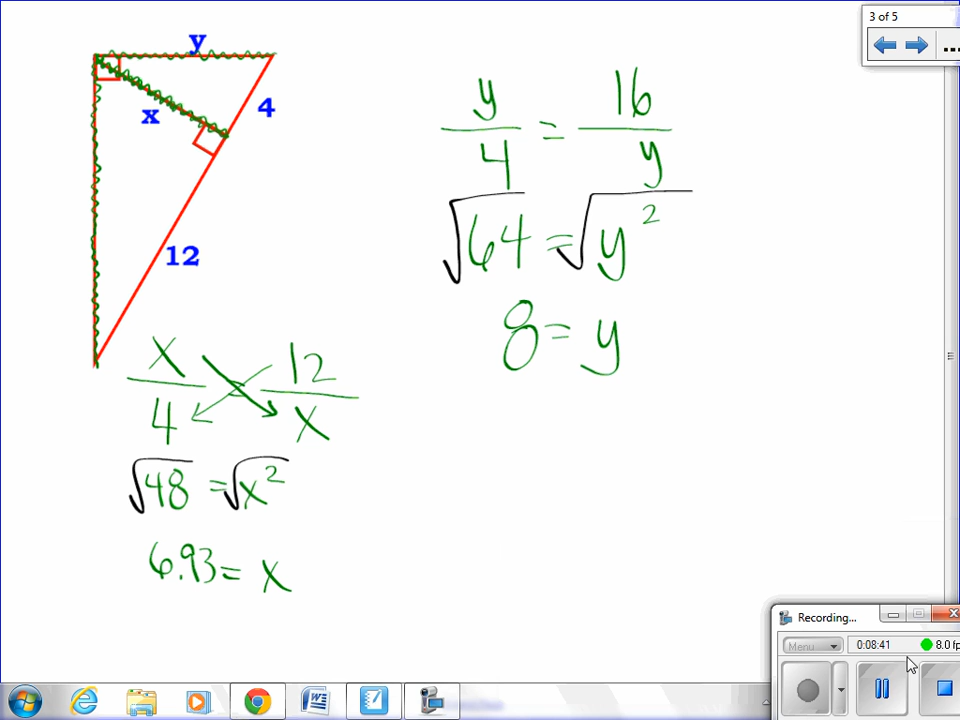 3 of 5
y
x
4
12
y/4 = 16/y
√64 = √y²
8 = y
x/4 = 12/x
√48 = √x²
6.93 = x
Recording...
Menu
0:08:41
8.0 fp